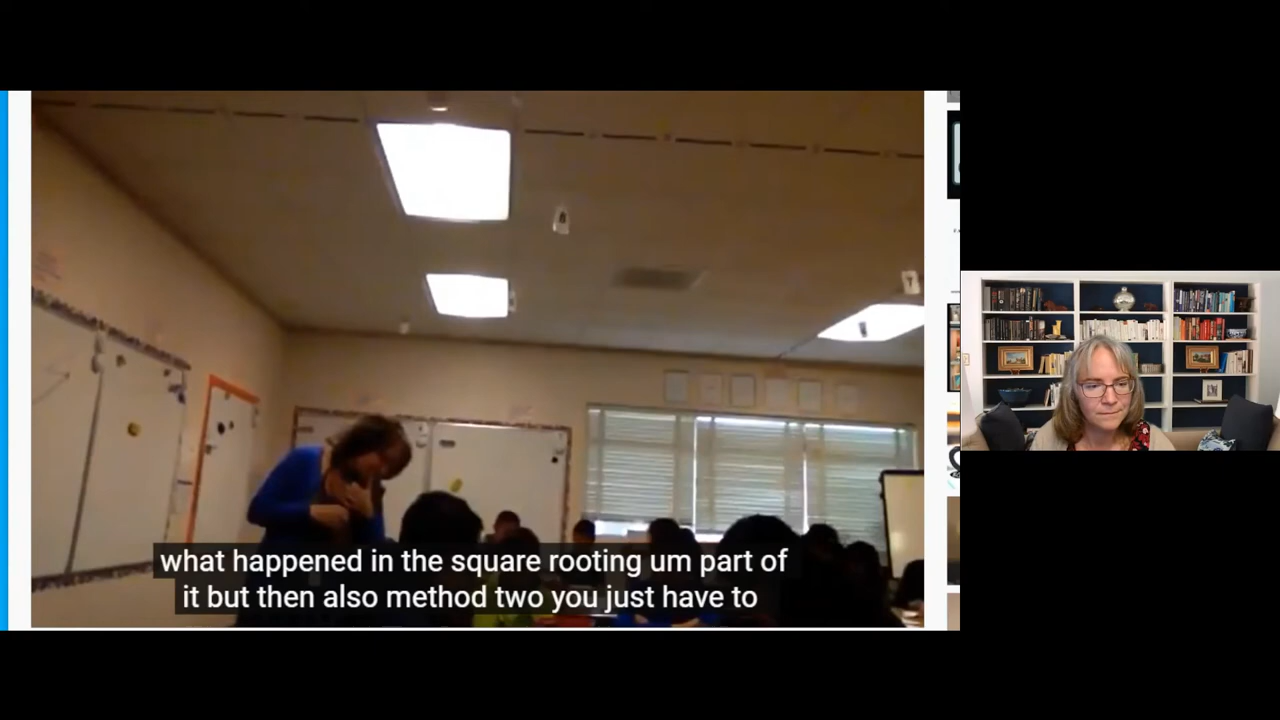 what happened in the square rooting um part of
it but then also method two you just have to